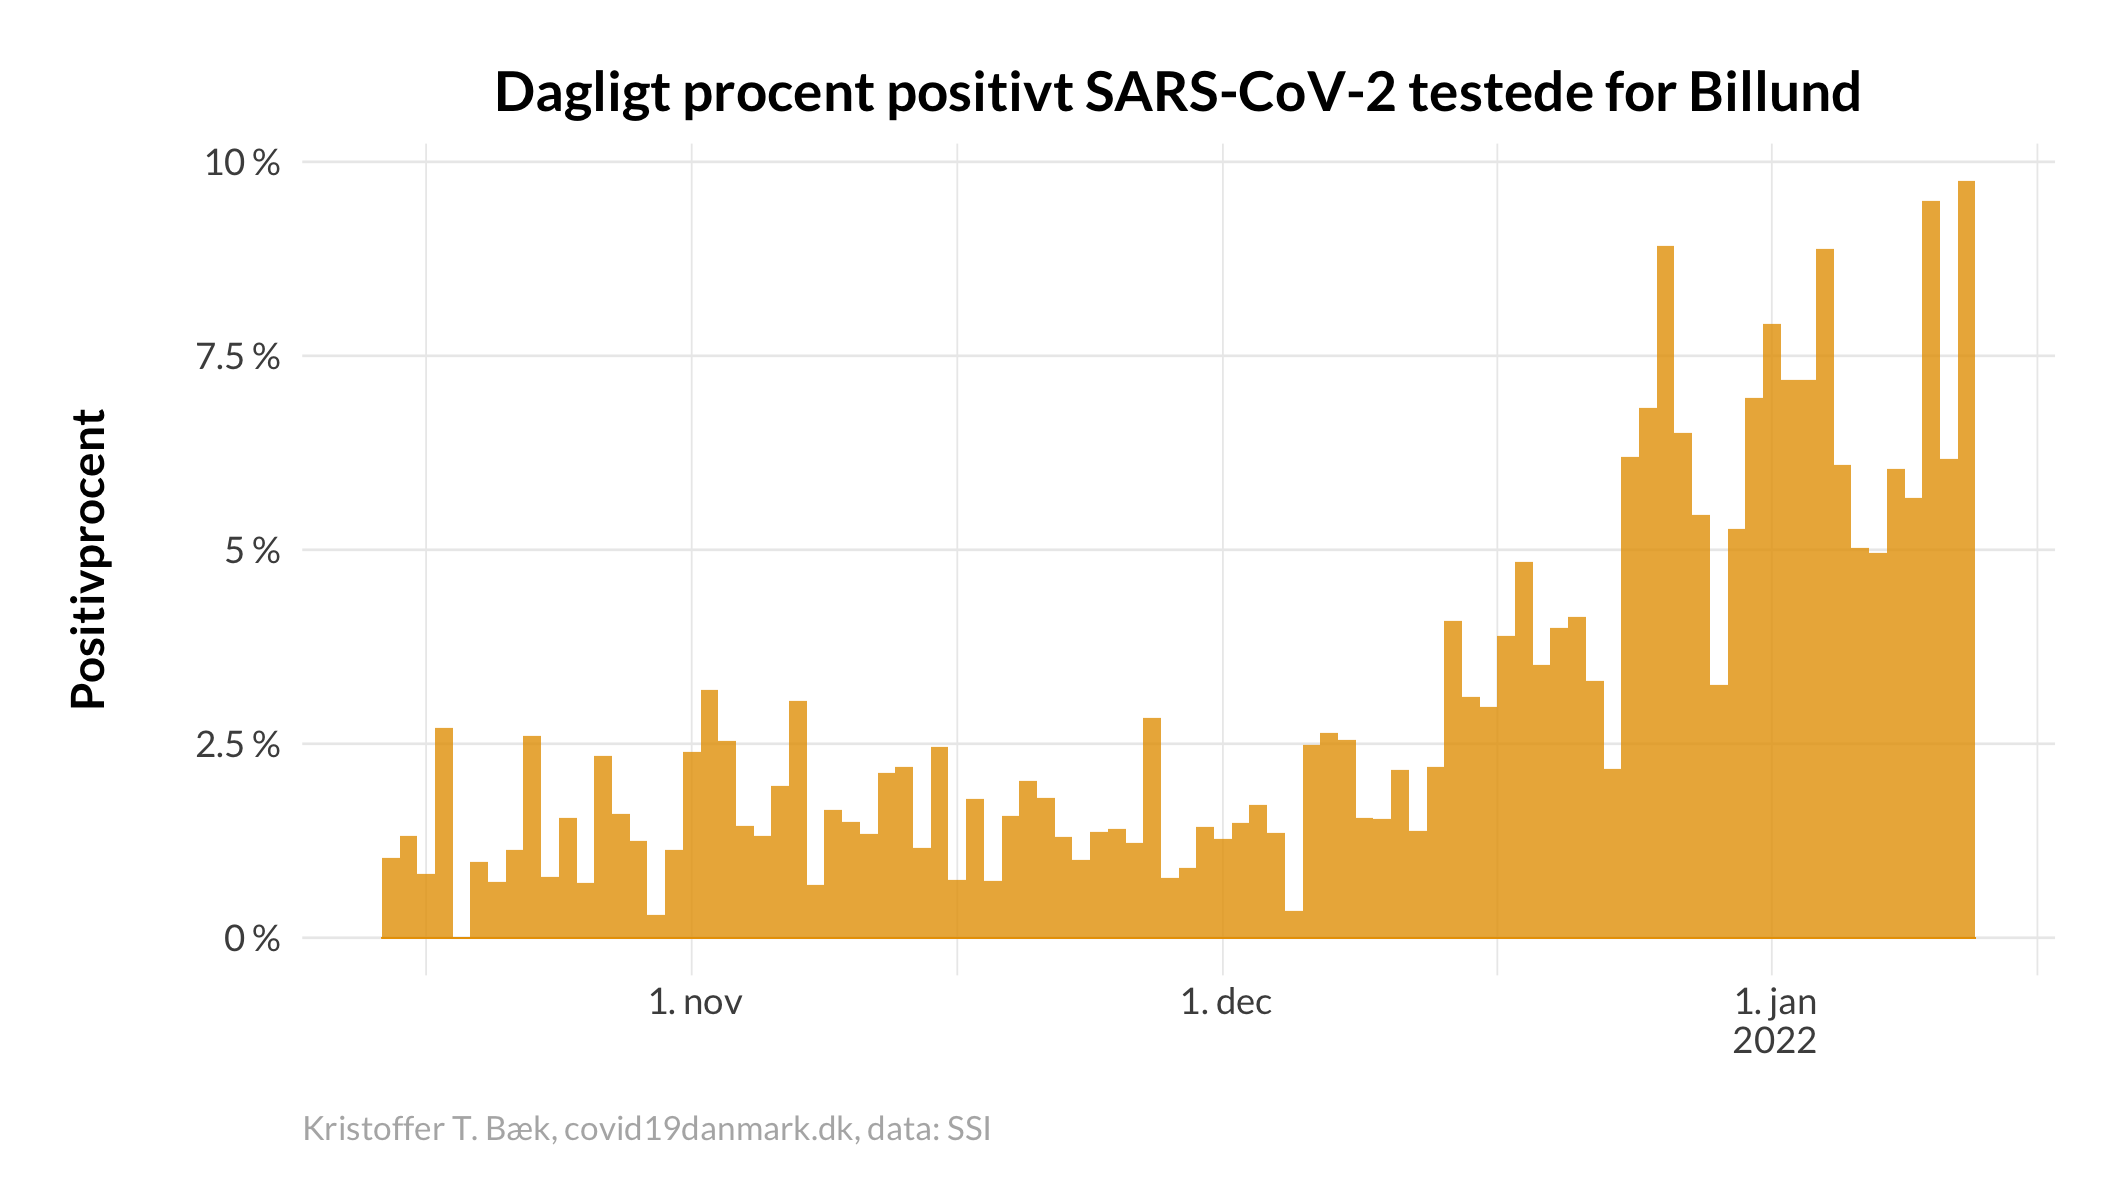 Dagligt procent positivt SARS-CoV-2 testede for Billund
Positivprocent
10 %
7.5 %
5 %
2.5 %
0 %
1. nov
1. dec
1. jan
2022
Kristoffer T. Bæk, covid19danmark.dk, data: SSI